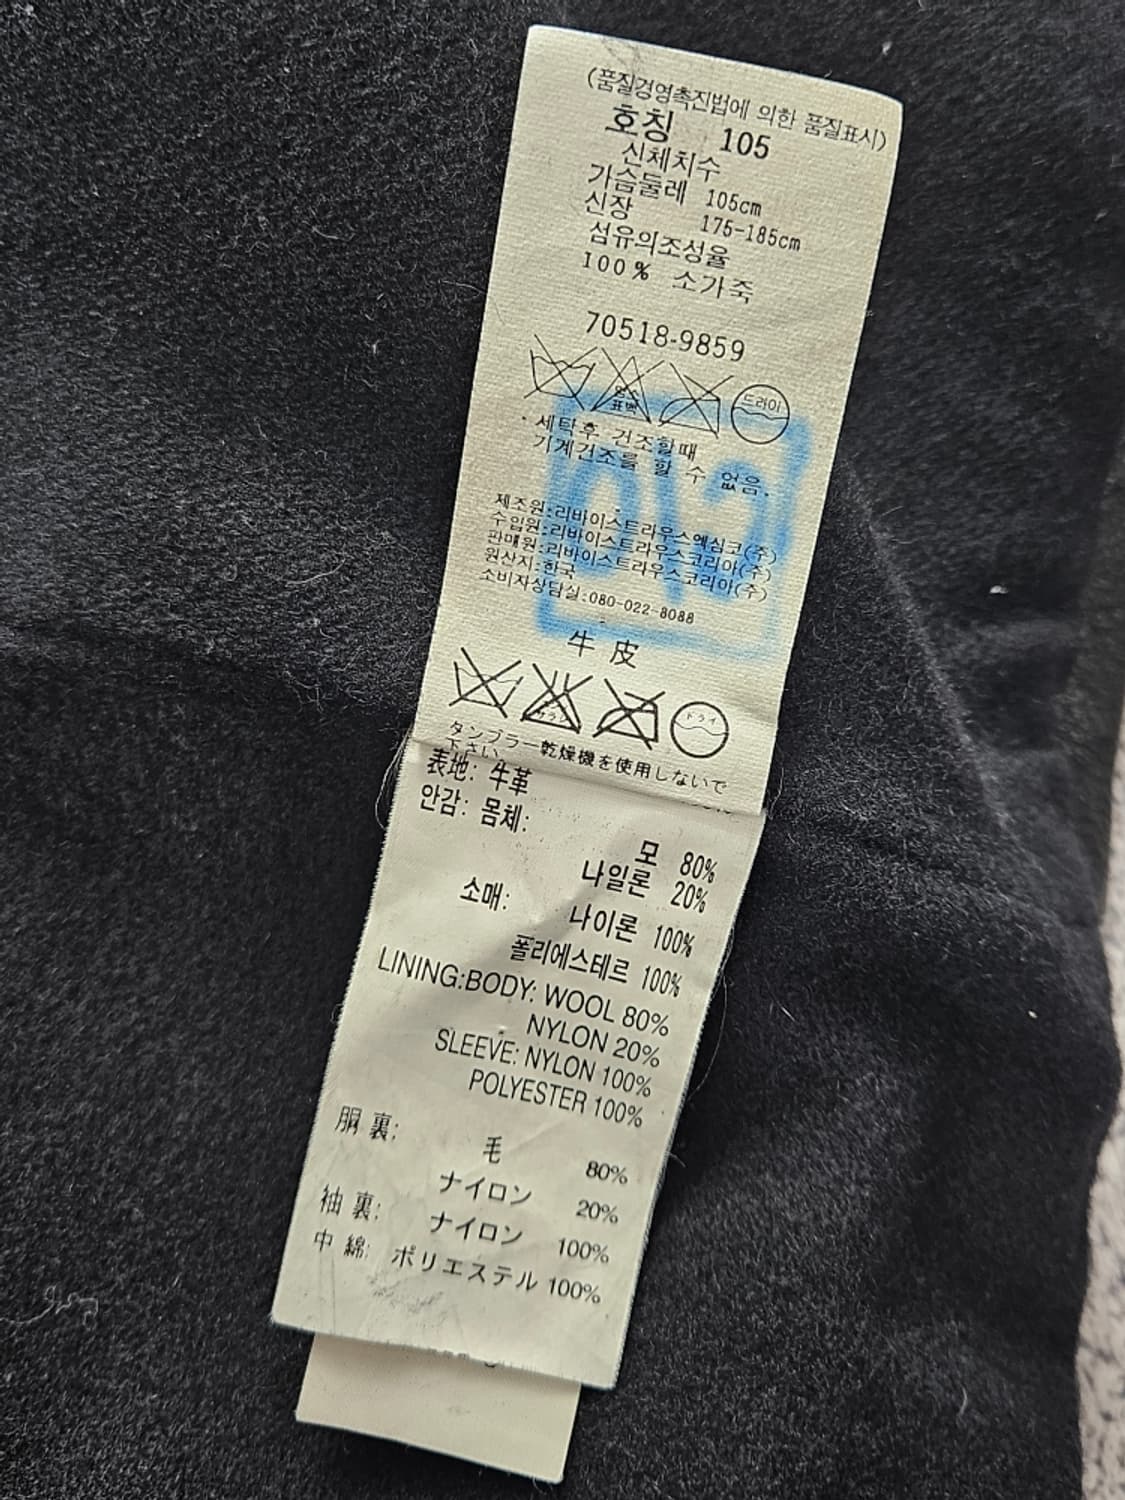 (품질경영촉진법에 의한 품질표시)
호칭 105
신체치수
가슴둘레 105cm
신장 175-185cm
섬유의조성율
100% 소가죽
70518-9859
염소
표백
드라이
· 세탁후 건조할때
기계건조를 할 수 없음.
제조원:리바이스트라우스엑심코(주)
수입원:리바이스트라우스코리아(주)
판매원:리바이스트라우스코리아(주)
원산지:한국
소비자상담실:080-022-8088
牛皮
ドライ
タンブラー乾燥機を使用しないで
下さい
表地: 牛革
안감: 몸체:
모 80%
나일론 20%
소매:
나이론 100%
폴리에스테르 100%
LINING:BODY: WOOL 80%
NYLON 20%
SLEEVE: NYLON 100%
POLYESTER 100%
胴裏:
毛 80%
ナイロン 20%
袖裏: ナイロン 100%
中綿: ポリエステル 100%